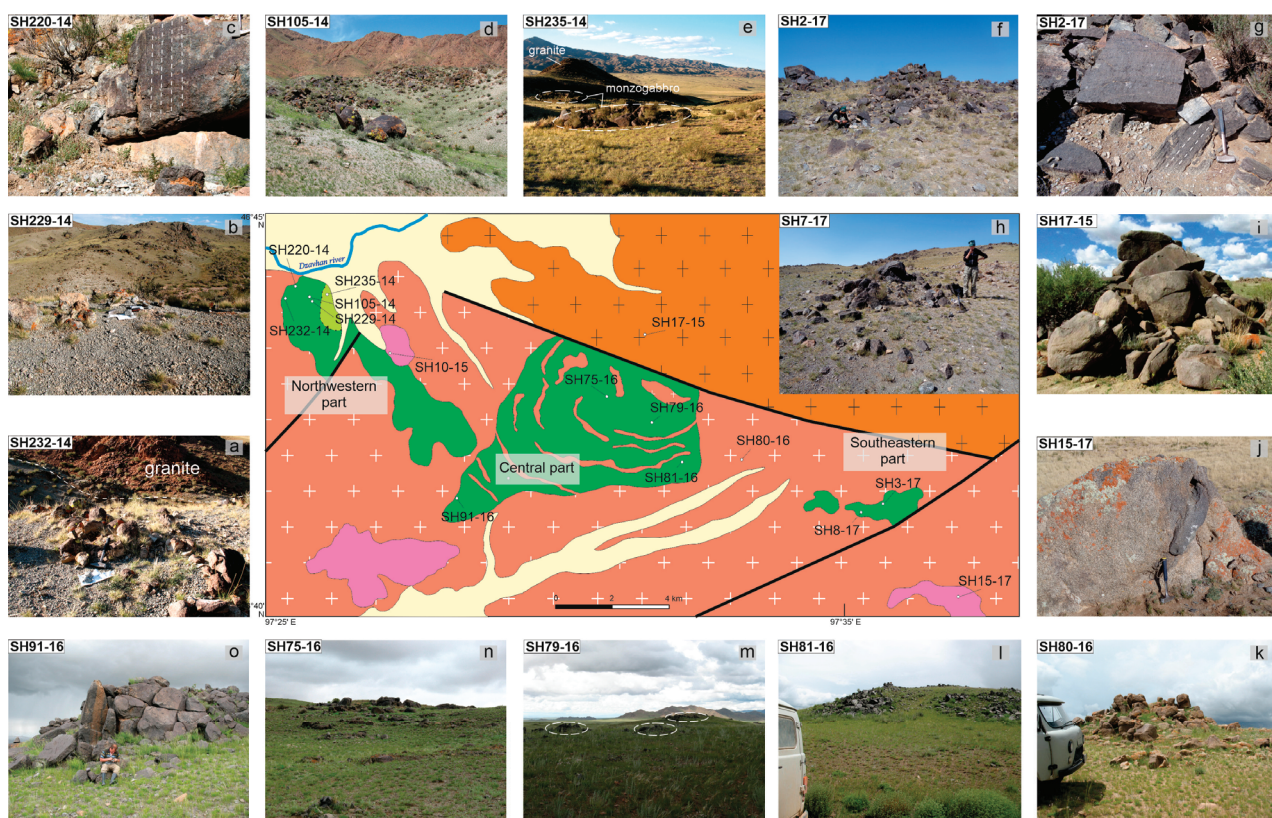 SH220-14
c
SH105-14
d
SH235-14
e
granite
monzogabbro
SH2-17
f
SH2-17
g
SH229-14
b
46°45'
N
Dzavhan river
SH220-14
SH235-14
SH105-14
SH229-14
SH232-14
SH10-15
Northwestern
part
SH17-15
SH75-16
SH79-16
SH80-16
Central part
SH81-16
SH91-16
Southeastern
part
SH3-17
SH8-17
SH15-17
0 2 4 km
°40'
N
97°25' E
97°35' E
SH7-17
h
SH17-15
i
SH232-14
a
granite
SH15-17
j
SH91-16
o
SH75-16
n
SH79-16
m
SH81-16
l
SH80-16
k